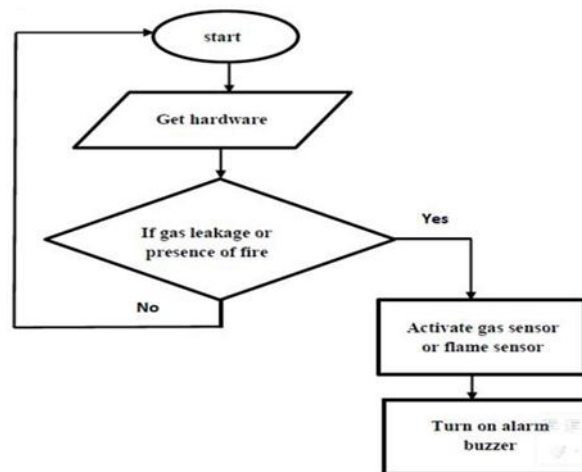 start
Get hardware
If gas leakage or
presence of fire
Yes
No
Activate gas sensor
or flame sensor
Turn on alarm
buzzer